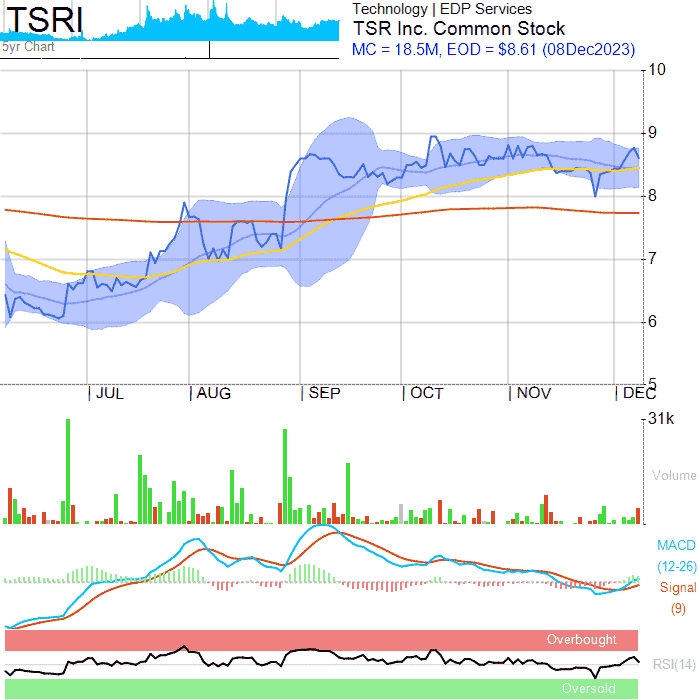 TSRI
5yr Chart
Technology | EDP Services
TSR Inc. Common Stock
MC = 18.5M, EOD = $8.61 (08Dec2023)
10
9
8
7
6
5
JUL AUG SEP OCT NOV DEC
31k
Volume
MACD
(12-26)
Signal
(9)
Overbought
RSI(14)
Oversold